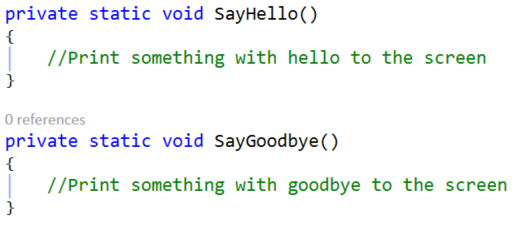 private static void SayHello()
{
//Print something with hello to the screen
}
0 references
private static void SayGoodbye()
{
//Print something with goodbye to the screen
}